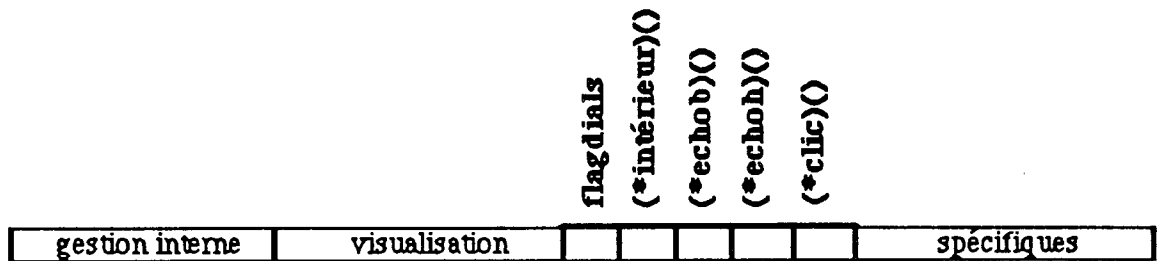 flagdials
(*intérieur)()
(*echob)()
(*echoh)()
(*clic)()
gestion interne
visualisation
spécifiques